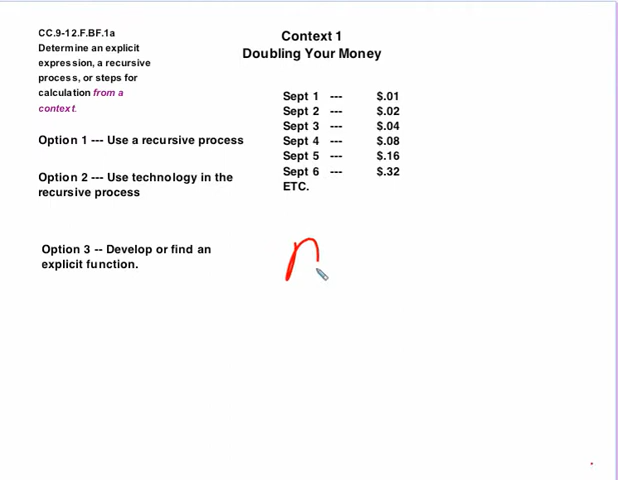 CC.9-12.F.BF.1a
Determine an explicit
expression, a recursive
process, or steps for
calculation from a
context.
Option 1 --- Use a recursive process
Option 2 --- Use technology in the
recursive process
Option 3 -- Develop or find an
explicit function.
Context 1
Doubling Your Money
Sept 1 --- $.01
Sept 2 --- $.02
Sept 3 --- $.04
Sept 4 --- $.08
Sept 5 --- $.16
Sept 6 --- $.32
ETC.
n